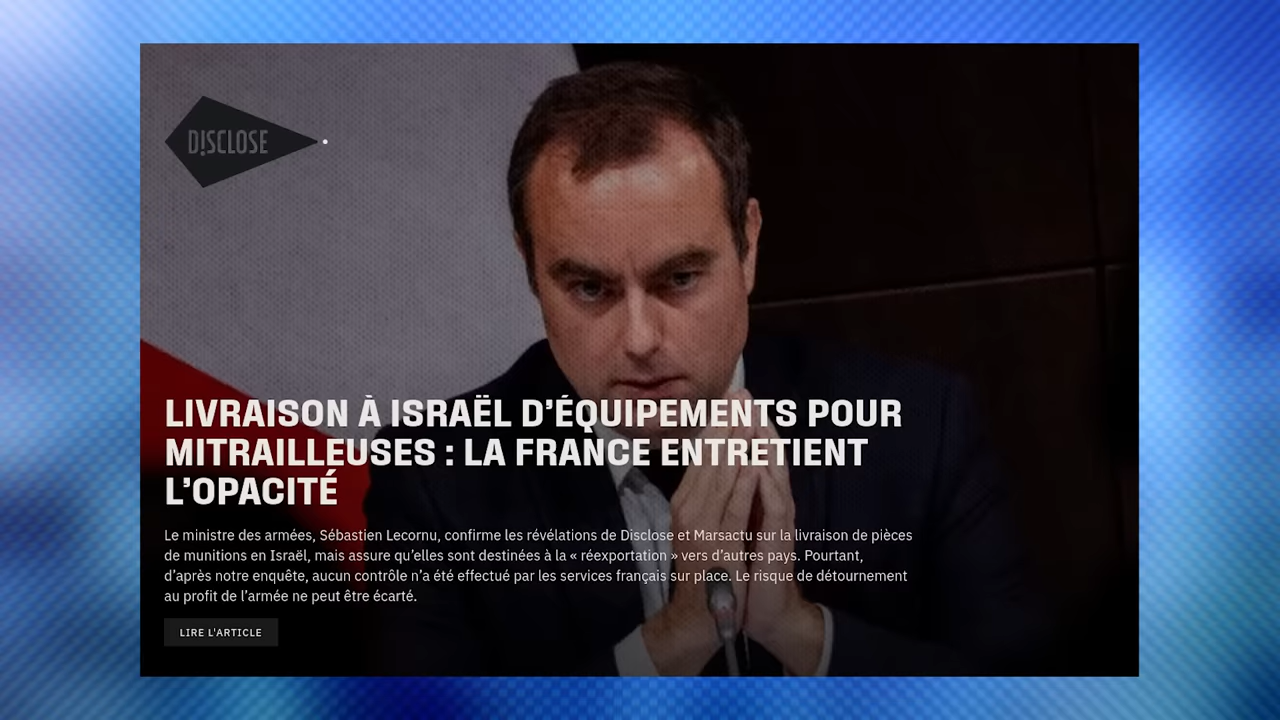 D!SCLOSE
LIVRAISON À ISRAËL D’ÉQUIPEMENTS POUR
MITRAILLEUSES : LA FRANCE ENTRETIENT
L’OPACITÉ
Le ministre des armées, Sébastien Lecornu, confirme les révélations de Disclose et Marsactu sur la livraison de pièces
de munitions en Israël, mais assure qu’elles sont destinées à la « réexportation » vers d’autres pays. Pourtant,
d’après notre enquête, aucun contrôle n’a été effectué par les services français sur place. Le risque de détournement
au profit de l’armée ne peut être écarté.
LIRE L'ARTICLE